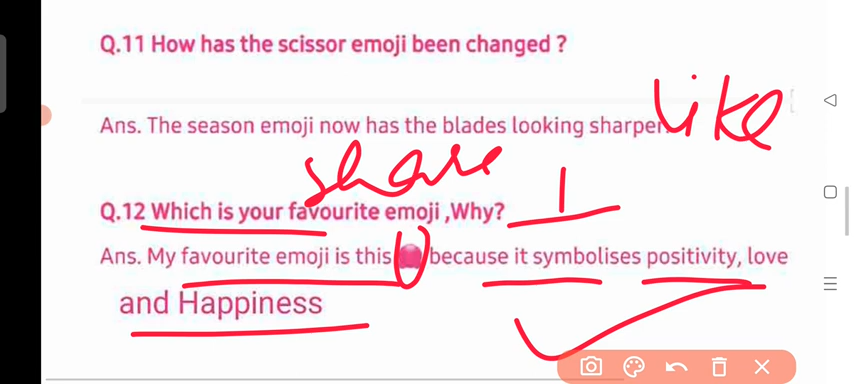 Q.11 How has the scissor emoji been changed ?
like
Ans. The season emoji now has the blades looking sharper.
share
Q.12 Which is your favourite emoji ,Why?
Ans. My favourite emoji is this because it symbolises positivity, love
and Happiness